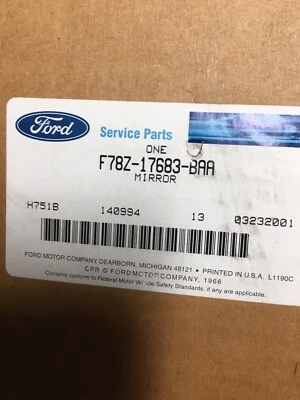 Ford
Service Parts
ONE
F78Z-17683-BAA
MIRROR
H751B 140994 13 03232001
FORD MOTOR COMPANY, DEARBORN, MICHIGAN 48121 • PRINTED IN U.S.A. L1190C
CPR © FORD MOTOR COMPANY, 1966
Contents conform to Federal Motor Vehicle Safety Standards, if any are applicable.